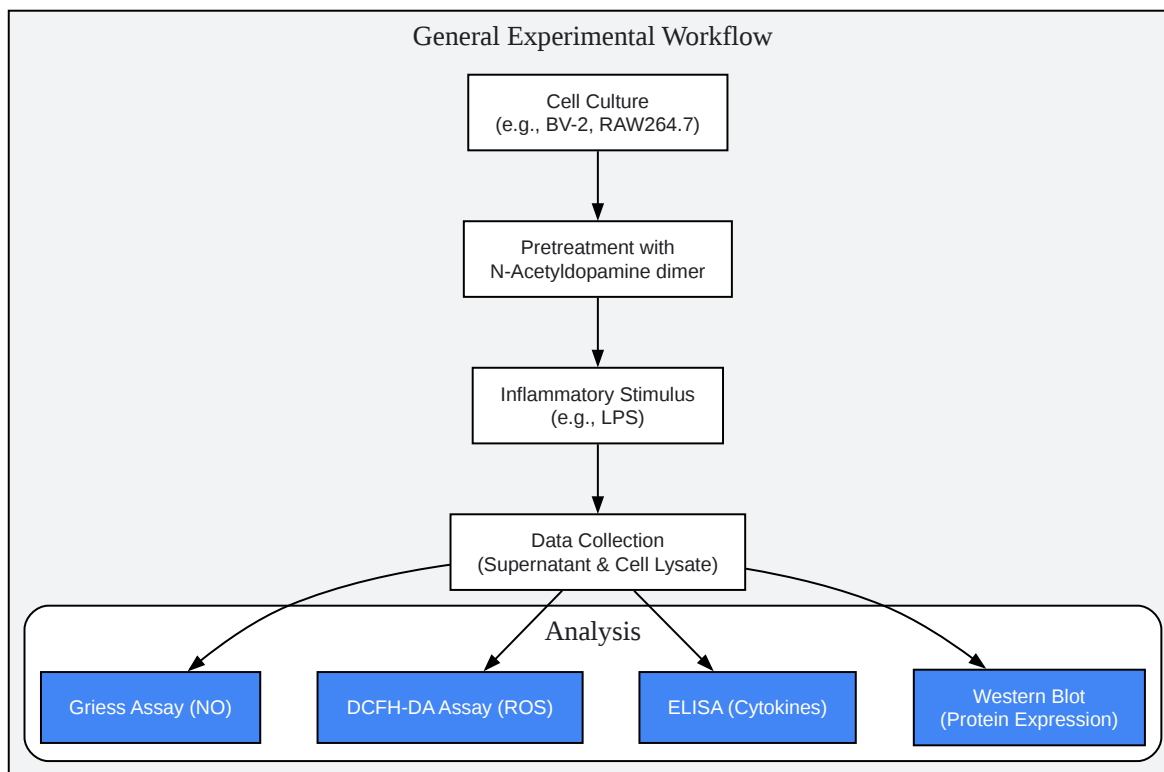 General Experimental Workflow
Cell Culture
(e.g., BV-2, RAW264.7)
Pretreatment with
N-Acetyldopamine dimer
Inflammatory Stimulus
(e.g., LPS)
Data Collection
(Supernatant & Cell Lysate)
Analysis
Griess Assay (NO)
DCFH-DA Assay (ROS)
ELISA (Cytokines)
Western Blot
(Protein Expression)